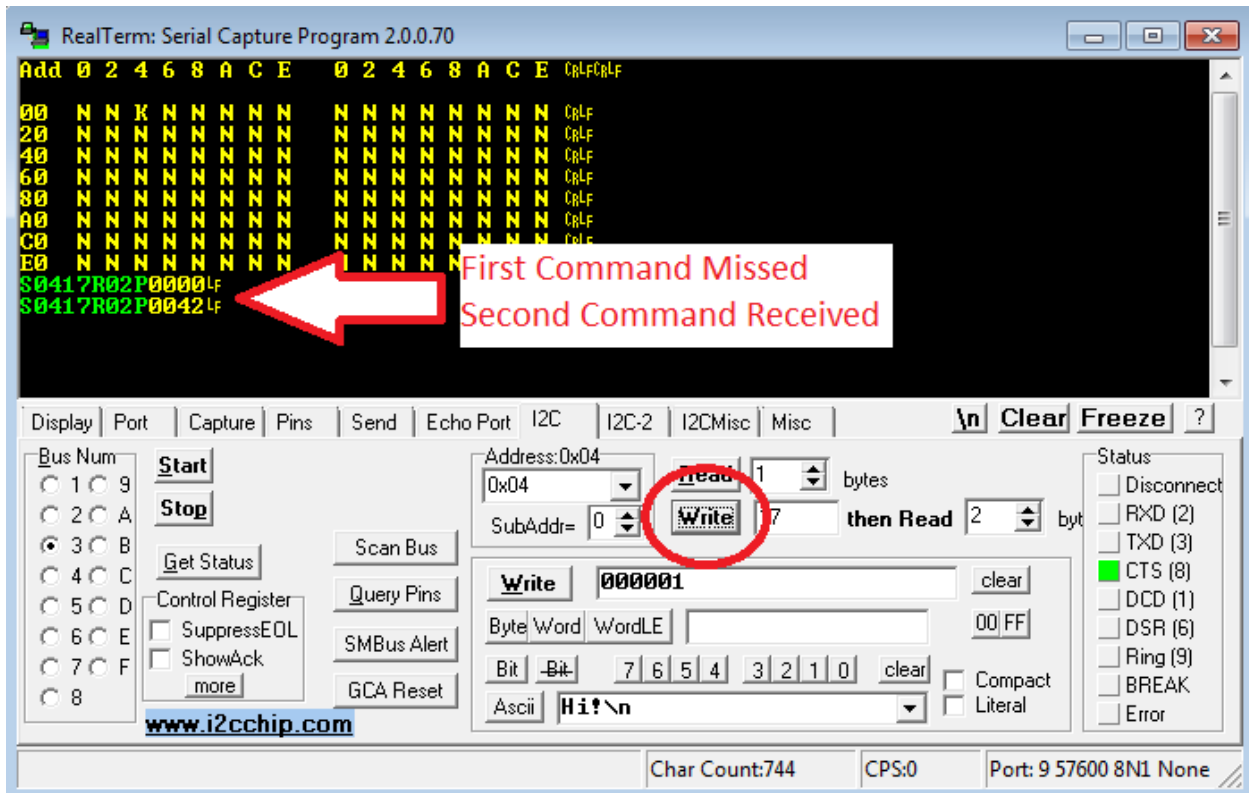 RealTerm: Serial Capture Program 2.0.0.70
Add 0 2 4 6 8 A C E 0 2 4 6 8 A C E CRLFCRLF
00 N N K N N N N N N N N N N N N N CRLF
20 N N N N N N N N N N N N N N N N CRLF
40 N N N N N N N N N N N N N N N N CRLF
60 N N N N N N N N N N N N N N N N CRLF
80 N N N N N N N N N N N N N N N N CRLF
A0 N N N N N N N N N N N N N N N N CRLF
C0 N N N N N N N N N N N N N N N N CRLF
E0 N N N N N N N N N N N N N
S0417R02P0000LF
S0417R02P0042LF
First Command Missed
Second Command Received
Display Port Capture Pins Send Echo Port I2C I2C-2 I2CMisc Misc \n Clear Freeze ?
Bus Num
1 9
2 A
3 B
4 C
5 D
6 E
7 F
8
Start
Stop
Get Status
Control Register
SuppressEOL
ShowAck
more
www.i2cchip.com
Scan Bus
Query Pins
SMBus Alert
GCA Reset
Address:0x04
0x04
SubAddr= 0
Read 1 bytes
Write 7 then Read 2 byt
Write 000001 clear
Byte Word WordLE 00 FF
Bit Bit 7 6 5 4 3 2 1 0 clear
Ascii Hi!\n
Compact
Literal
Status
Disconnect
RXD (2)
TXD (3)
CTS (8)
DCD (1)
DSR (6)
Ring (9)
BREAK
Error
Char Count:744 CPS:0 Port: 9 57600 8N1 None